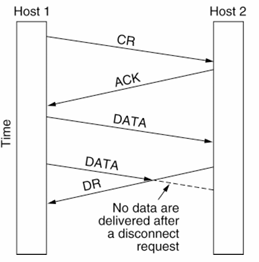 Host 1
Host 2
CR
ACK
DATA
DATA
DR
Time
No data are
delivered after
a disconnect
request